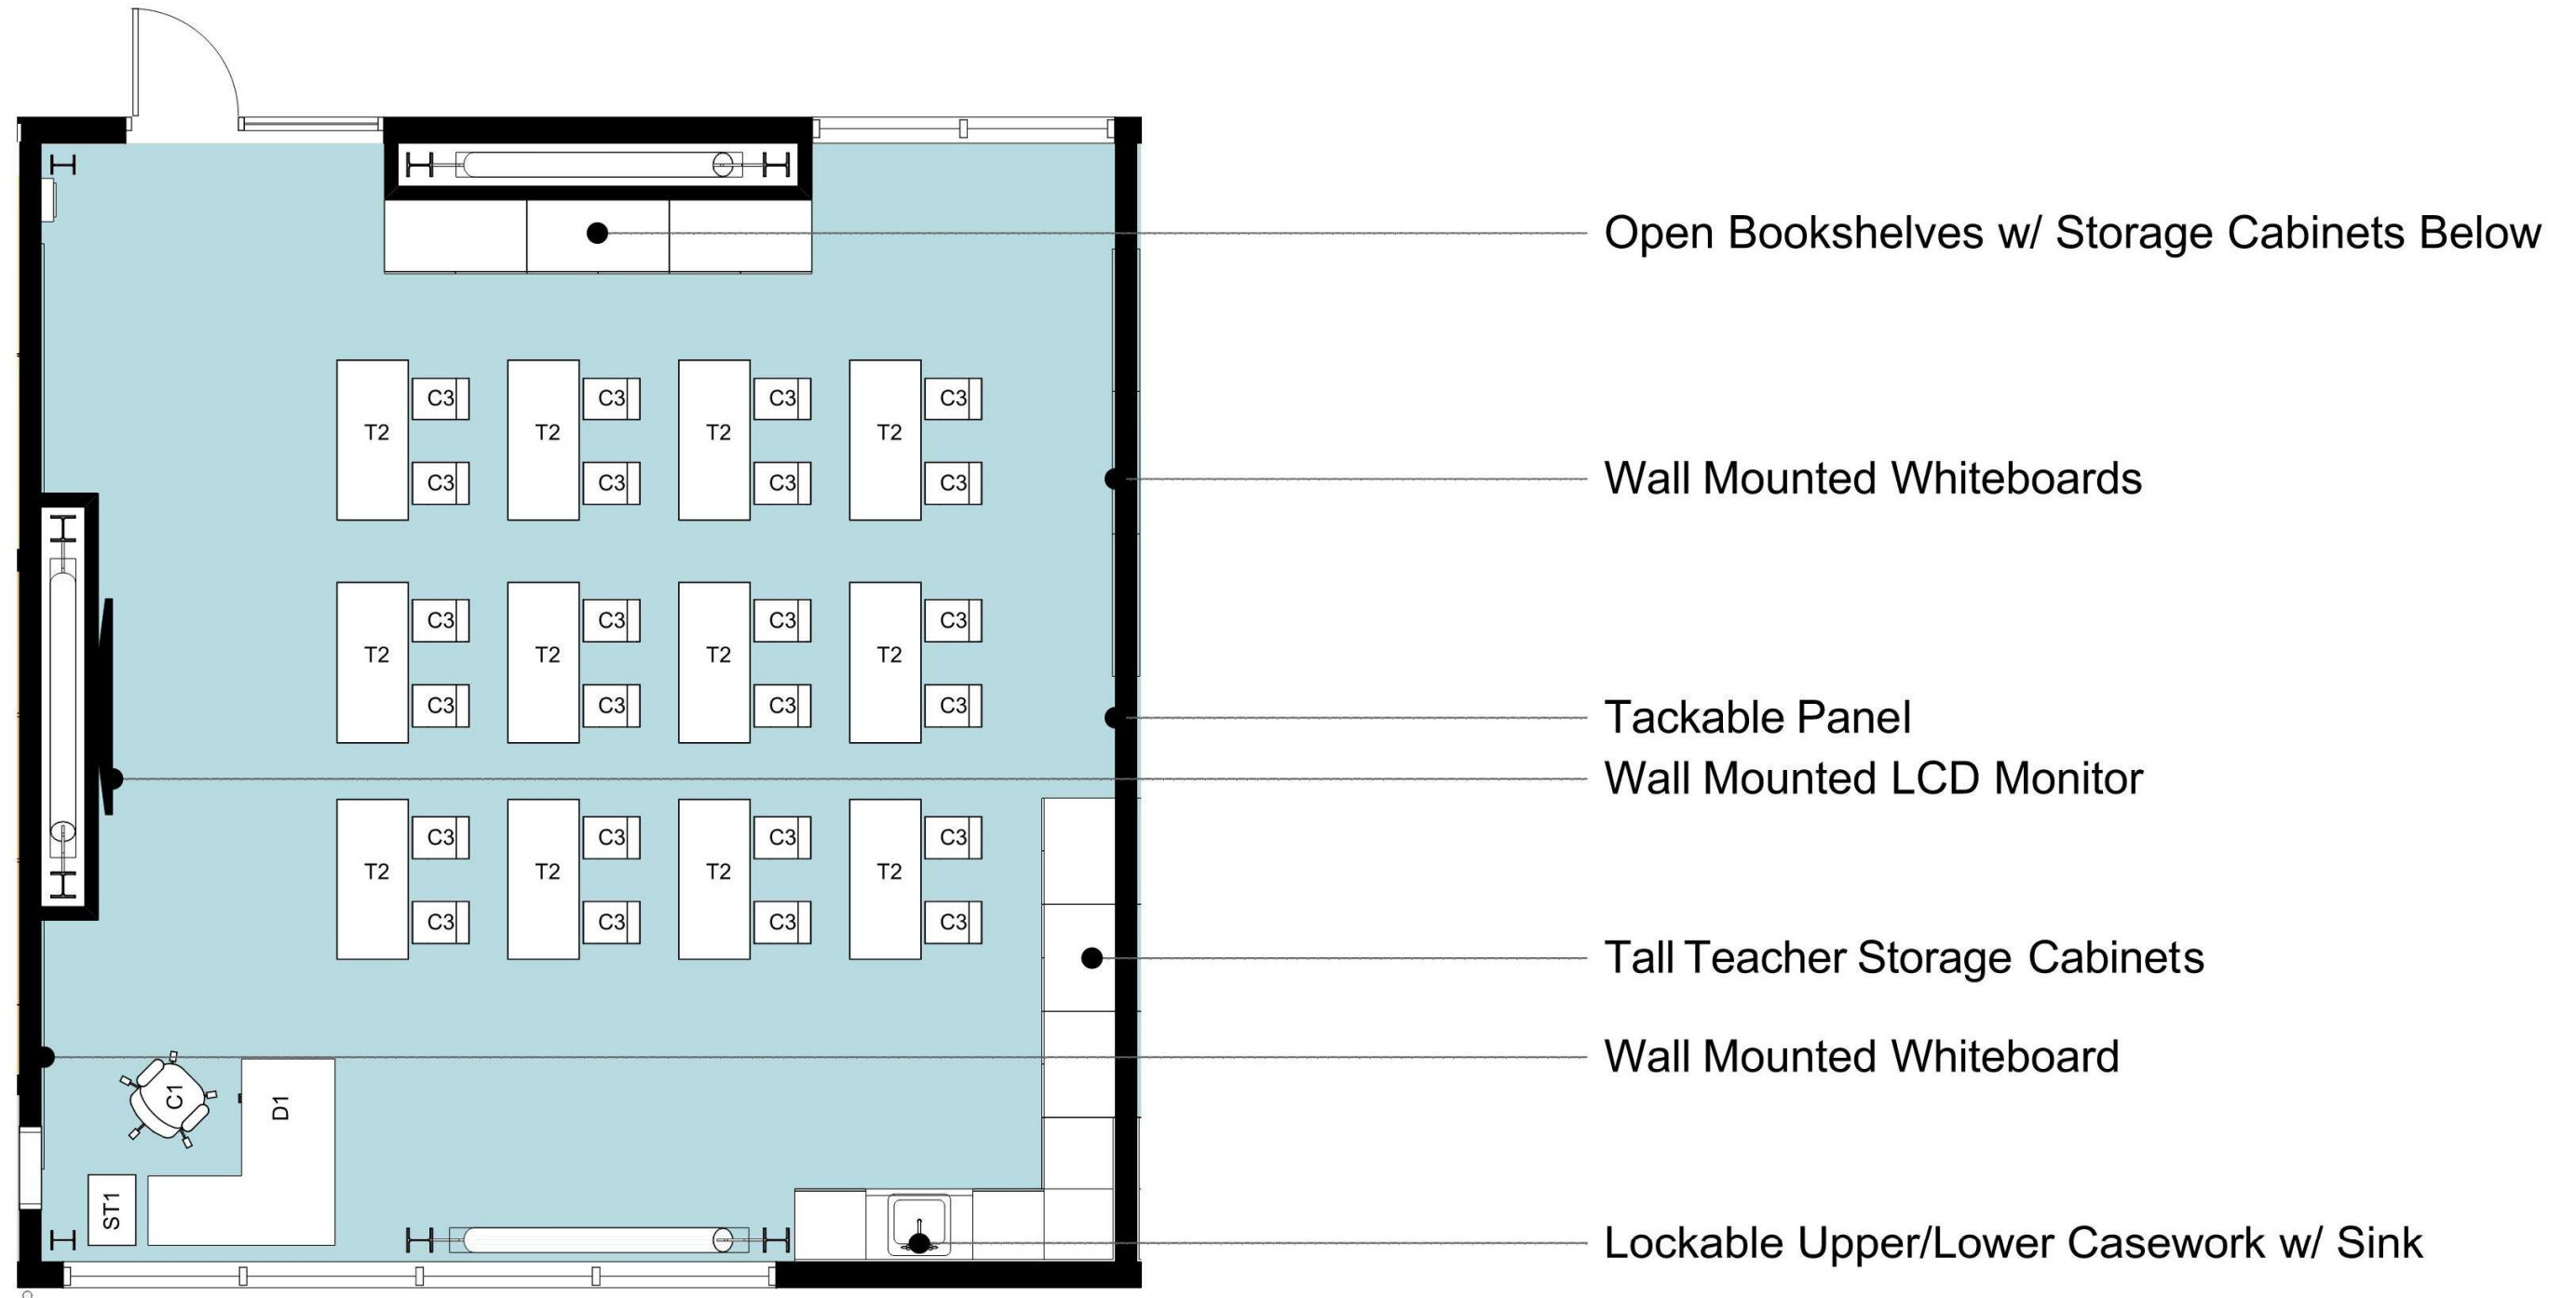 Open Bookshelves w/ Storage Cabinets Below
C3 C3 C3 C3
T2 T2 T2 T2
Wall Mounted Whiteboards
C3 C3 C3 C3
C3 C3 C3 C3
T2 T2 T2 T2
C3 C3 C3 C3
Tackable Panel
Wall Mounted LCD Monitor
C3 C3 C3 C3
T2 T2 T2 T2
C3 C3 C3 C3
Tall Teacher Storage Cabinets
Wall Mounted Whiteboard
C1
D1
ST1
Lockable Upper/Lower Casework w/ Sink